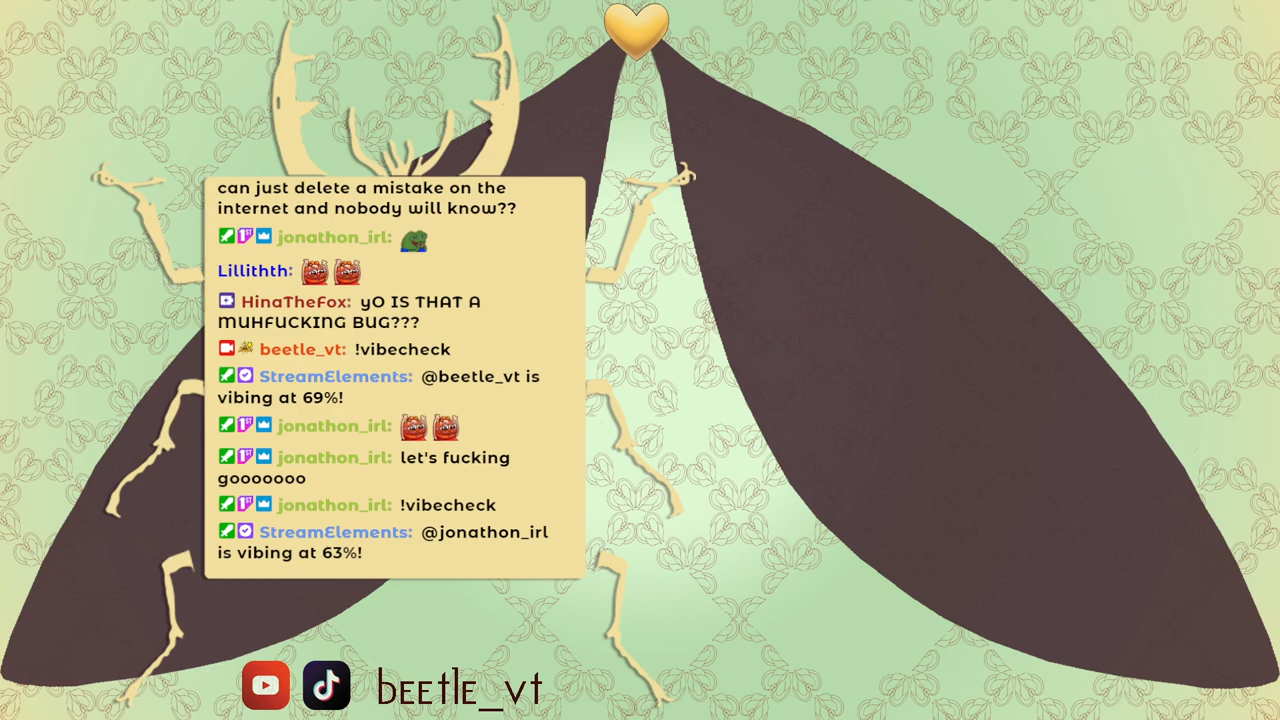 can just delete a mistake on the
internet and nobody will know??
jonathon_irl:
Lillithth:
HinaTheFox: yO IS THAT A
MUHFUCKING BUG???
beetle_vt: !vibecheck
StreamElements: @beetle_vt is
vibing at 69%!
jonathon_irl:
jonathon_irl: let's fucking
gooooooo
jonathon_irl: !vibecheck
StreamElements: @jonathon_irl
is vibing at 63%!
beetle_vt